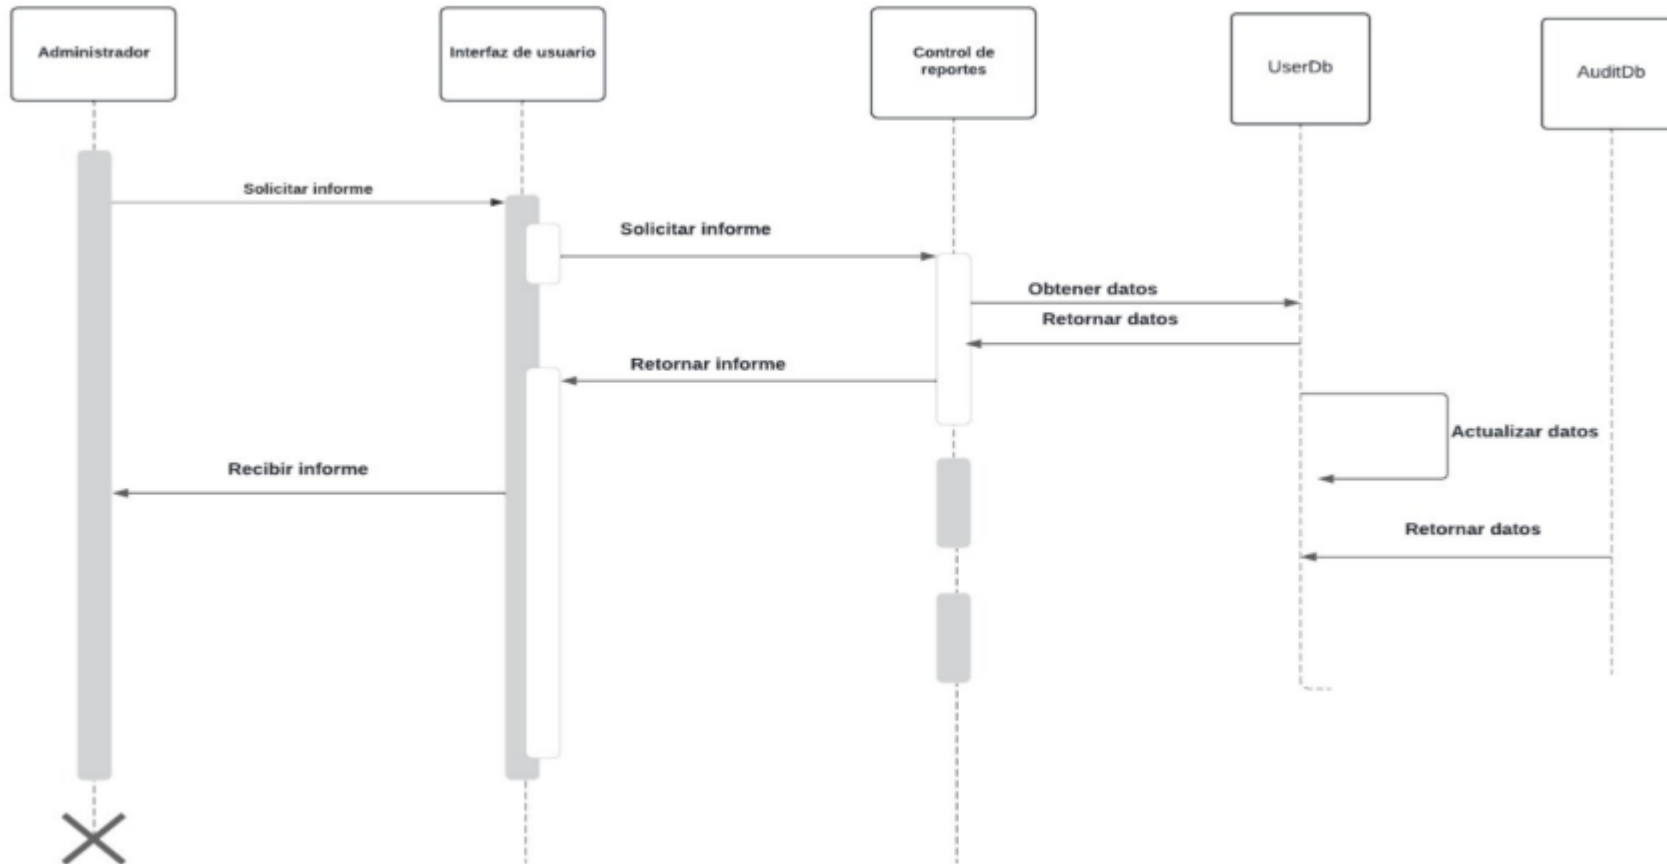 Administrador
Interfaz de usuario
Control de
reportes
UserDb
AuditDb
Solicitar informe
Solicitar informe
Obtener datos
Retornar datos
Retornar informe
Actualizar datos
Recibir informe
Retornar datos